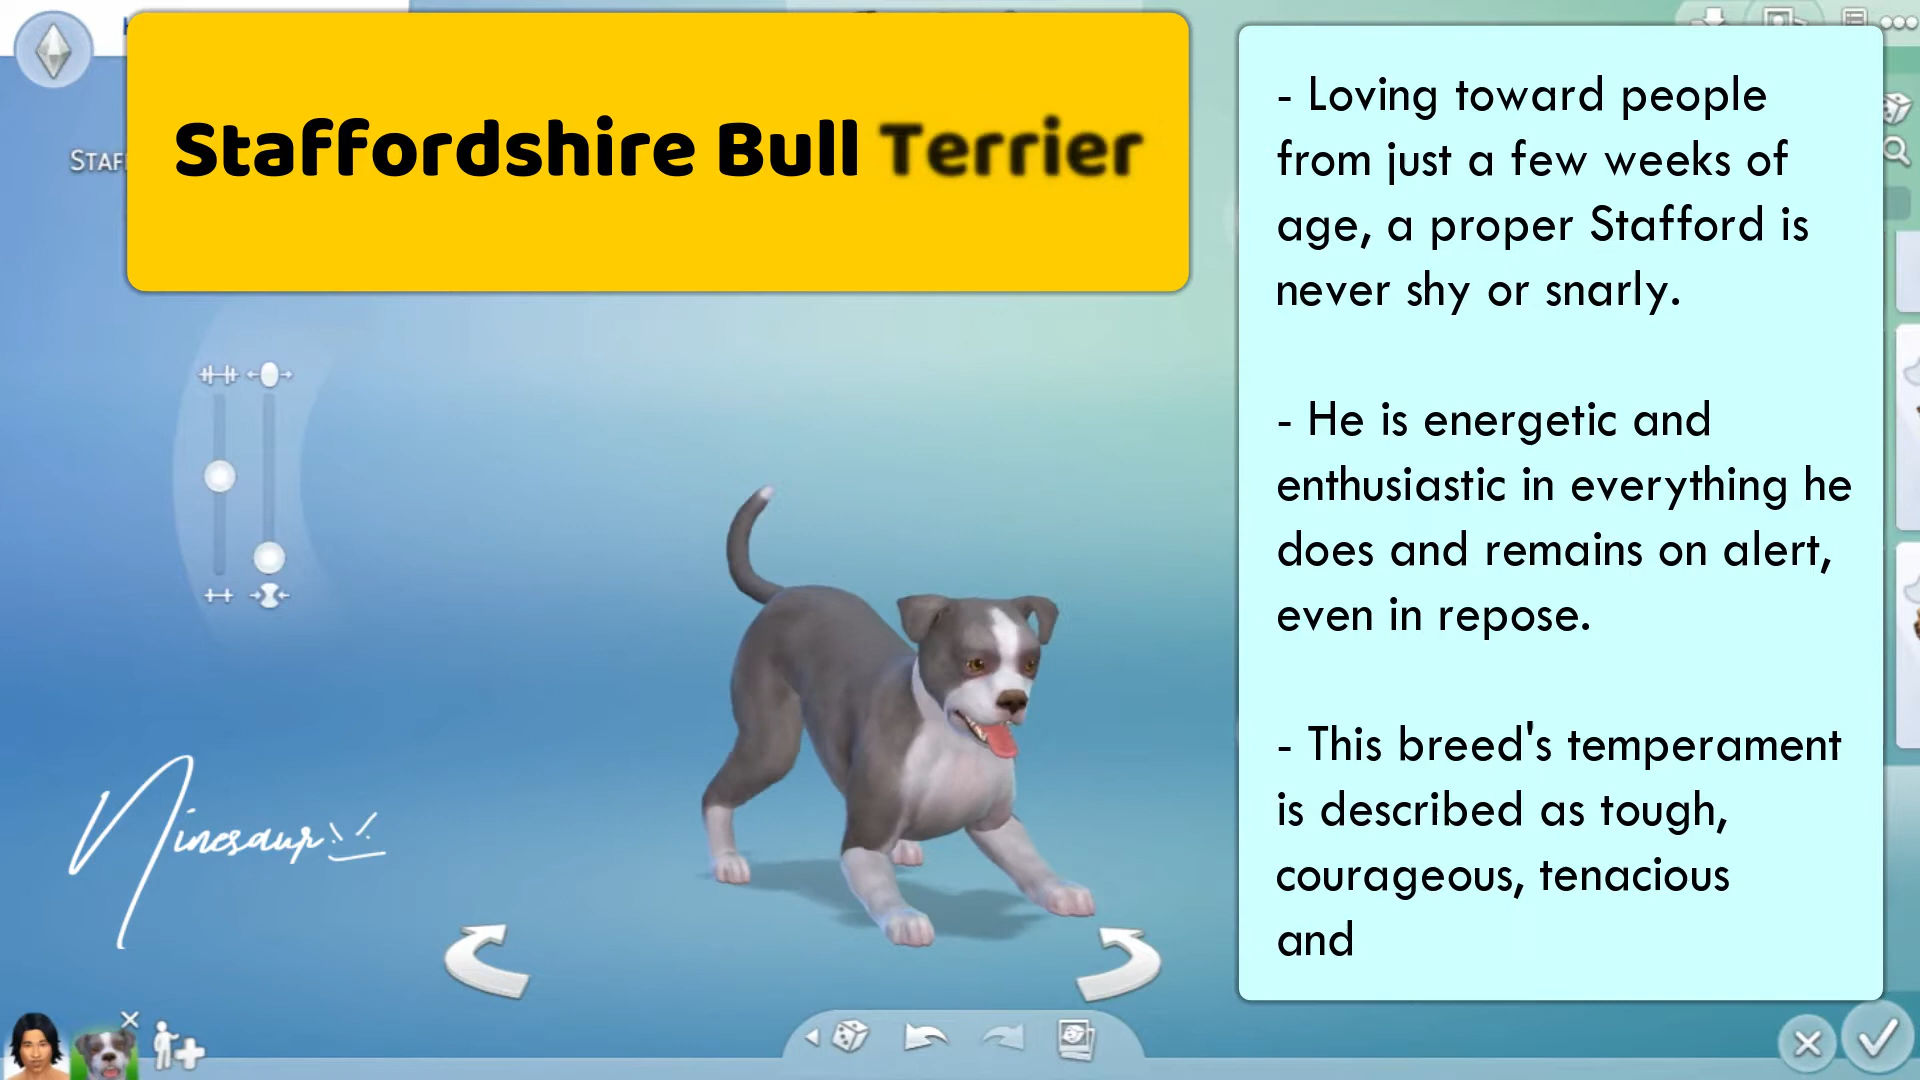 Staffordshire Bull Terrier
STAF
- Loving toward people
from just a few weeks of
age, a proper Stafford is
never shy or snarly.
- He is energetic and
enthusiastic in everything he
does and remains on alert,
even in repose.
- This breed's temperament
is described as tough,
courageous, tenacious
and
Ninesaur